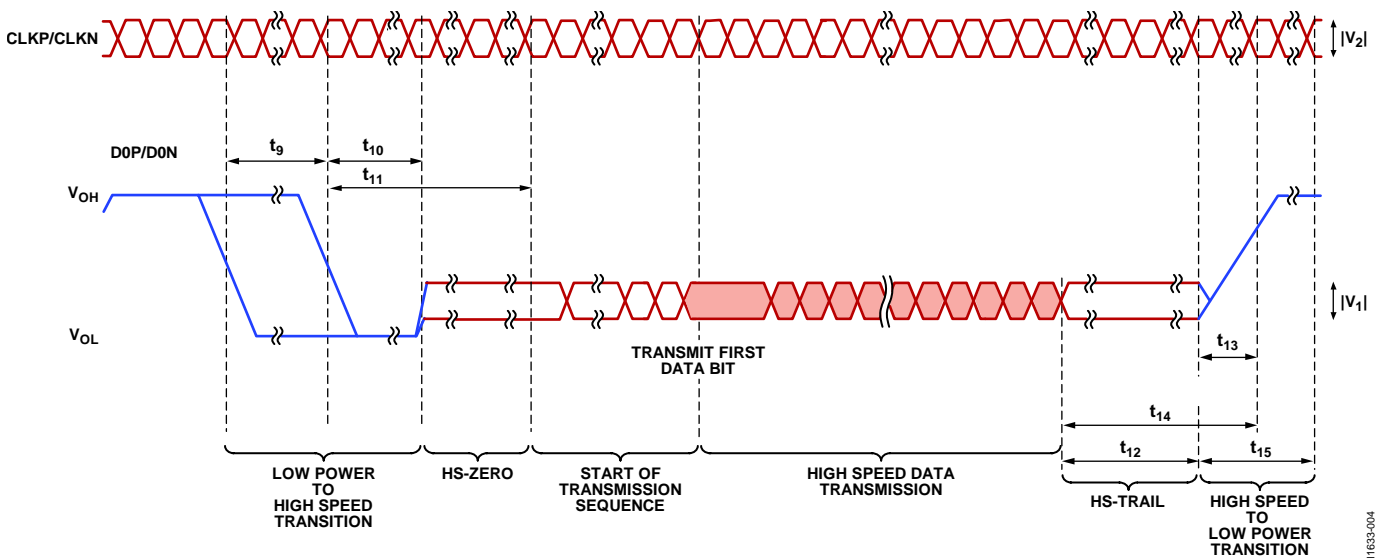 CLKP/CLKN
|V2|
D0P/D0N
t9
t10
t11
VOH
VOL
|V1|
TRANSMIT FIRST
DATA BIT
t13
t14
t12
t15
LOW POWER
TO
HIGH SPEED
TRANSITION
HS-ZERO
START OF
TRANSMISSION
SEQUENCE
HIGH SPEED DATA
TRANSMISSION
HS-TRAIL
HIGH SPEED
TO
LOW POWER
TRANSITION
11633-004